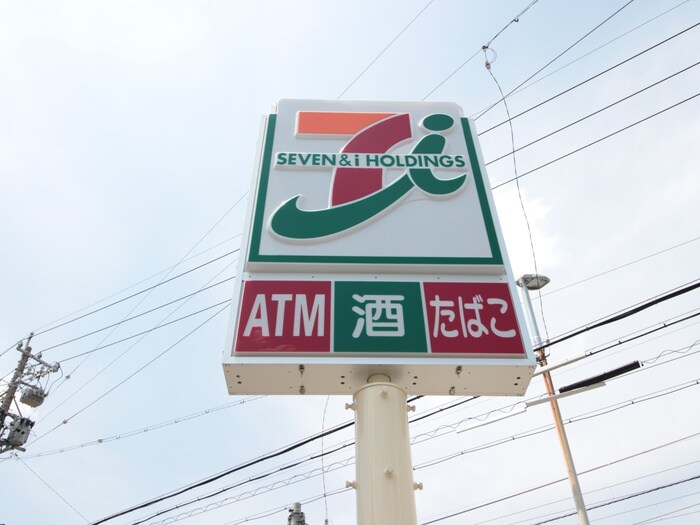 SEVEN&i HOLDINGS
ATM 酒 たばこ